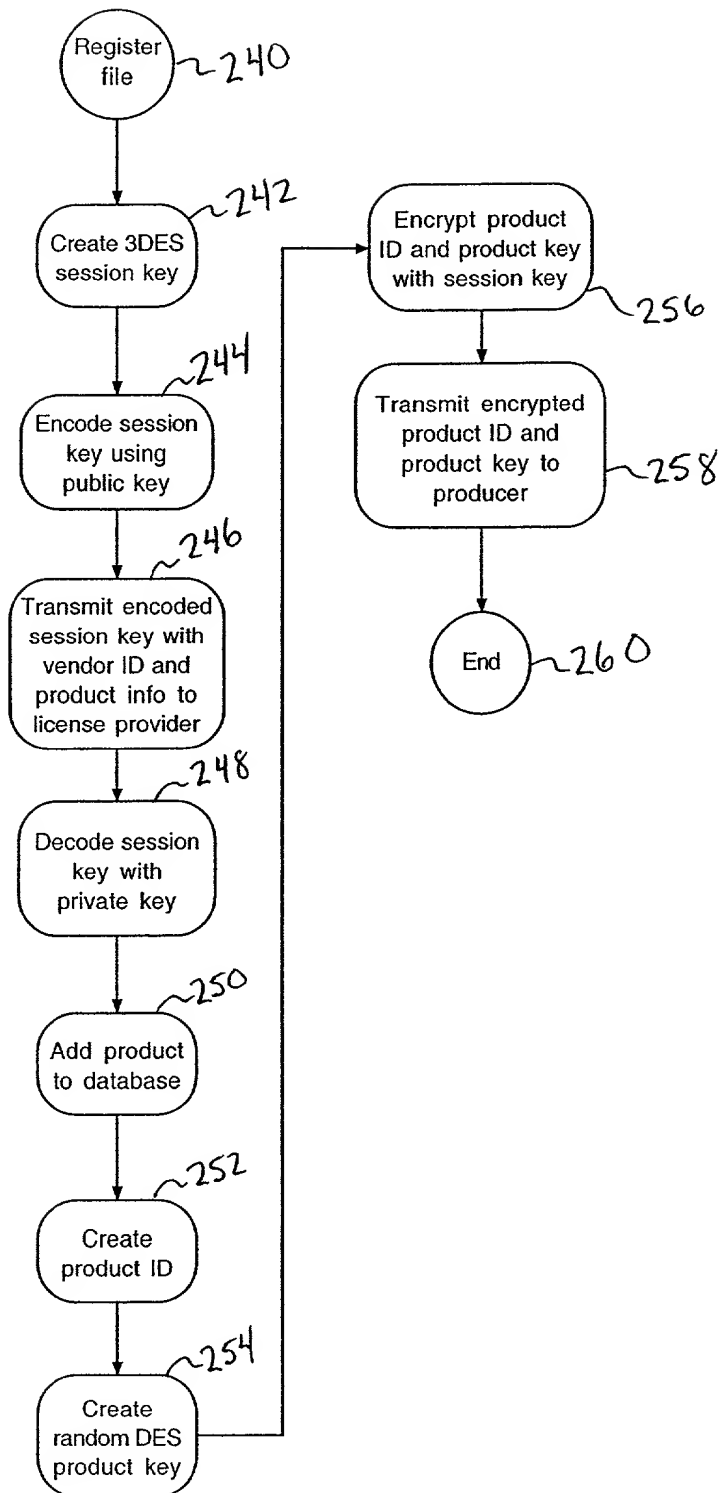 Register
file
240
242
Create 3DES
session key
244
Encode session
key using
public key
246
Transmit encoded
session key with
vendor ID and
product info to
license provider
248
Decode session
key with
private key
250
Add product
to database
252
Create
product ID
254
Create
random DES
product key
Encrypt product
ID and product key
with session key
256
Transmit encrypted
product ID and
product key to
producer
258
End
260